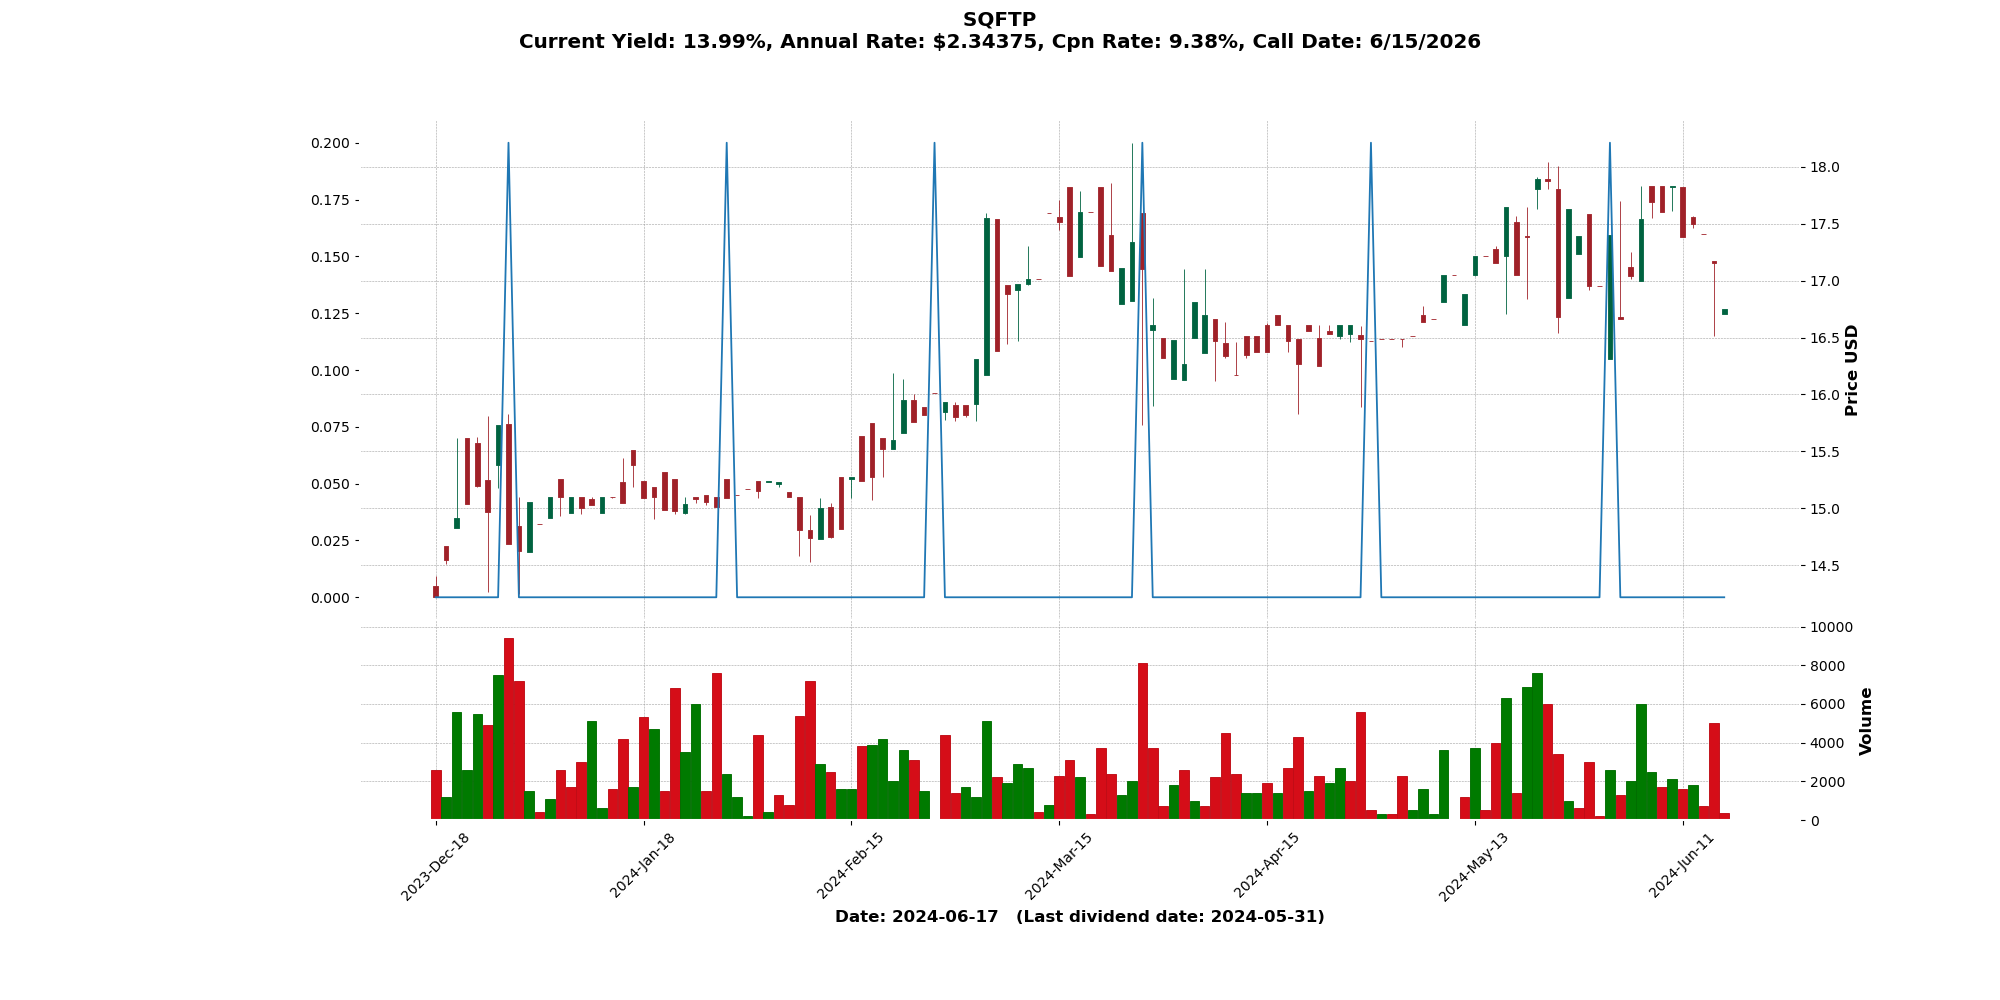 SQFTP
Current Yield: 13.99%, Annual Rate: $2.34375, Cpn Rate: 9.38%, Call Date: 6/15/2026
0.200
0.175
0.150
0.125
0.100
0.075
0.050
0.025
0.000
18.0
17.5
17.0
16.5
16.0
15.5
15.0
14.5
Price USD
10000
8000
6000
4000
2000
0
Volume
2023-Dec-18
2024-Jan-18
2024-Feb-15
2024-Mar-15
2024-Apr-15
2024-May-13
2024-Jun-11
Date: 2024-06-17 (Last dividend date: 2024-05-31)